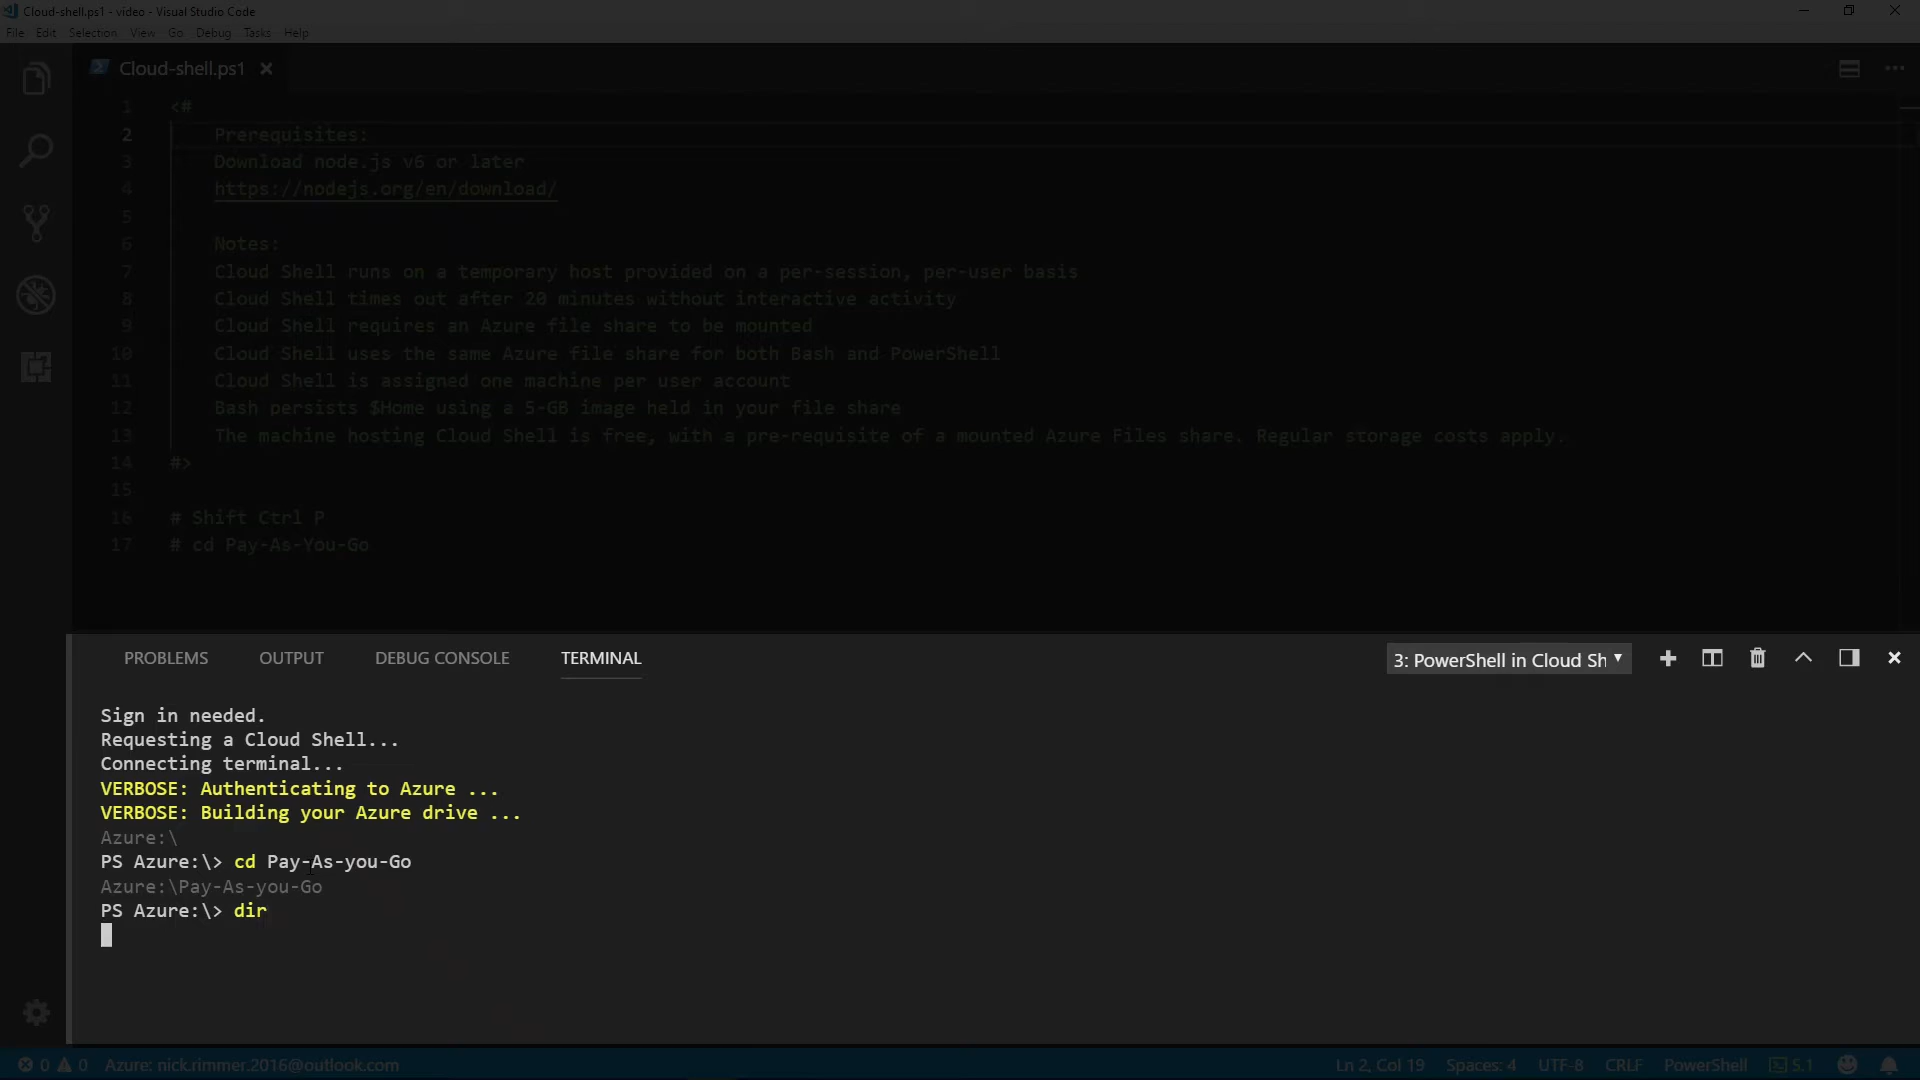 Cloud-shell.ps1 - video - Visual Studio Code
File Edit Selection View Go Debug Tasks Help
Cloud-shell.ps1
1 <#
2 Prerequisites:
3 Download node.js v6 or later
4 https://nodejs.org/en/download/
5
6 Notes:
7 Cloud Shell runs on a temporary host provided on a per-session, per-user basis
8 Cloud Shell times out after 20 minutes without interactive activity
9 Cloud Shell requires an Azure file share to be mounted
10 Cloud Shell uses the same Azure file share for both Bash and PowerShell
11 Cloud Shell is assigned one machine per user account
12 Bash persists $Home using a 5-GB image held in your file share
13 The machine hosting Cloud Shell is free, with a pre-requisite of a mounted Azure Files share. Regular storage costs apply.
14 #>
15
16 # Shift Ctrl P
17 # cd Pay-As-You-Go
PROBLEMS OUTPUT DEBUG CONSOLE TERMINAL 3: PowerShell in Cloud Sh
Sign in needed.
Requesting a Cloud Shell...
Connecting terminal...
VERBOSE: Authenticating to Azure ...
VERBOSE: Building your Azure drive ...
Azure:\
PS Azure:\> cd Pay-As-you-Go
Azure:\Pay-As-you-Go
PS Azure:\> dir
0 0 Azure: nick.rimmer.2016@outlook.com Ln 2, Col 19 Spaces: 4 UTF-8 CRLF PowerShell 5.1